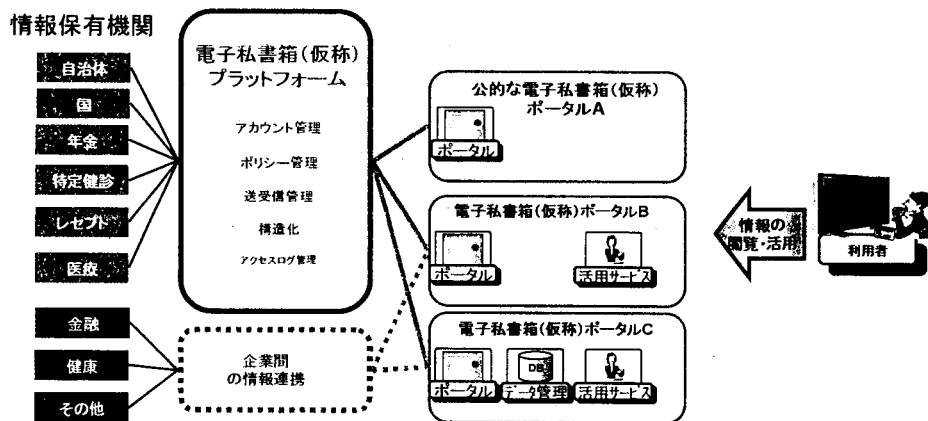 情報保有機関
自治体
国
年金
特定健診
レセプト
医療
金融
健康
その他
電子私書箱(仮称)
プラットフォーム
アカウント管理
ポリシー管理
送受信管理
構造化
アクセスログ管理
企業間
の情報連携
公的な電子私書箱(仮称)
ポータルA
ポータル
電子私書箱(仮称)ポータルB
ポータル
活用サービス
電子私書箱(仮称)ポータルC
DB
ポータル
データ管理
活用サービス
情報の
閲覧・活用
利用者